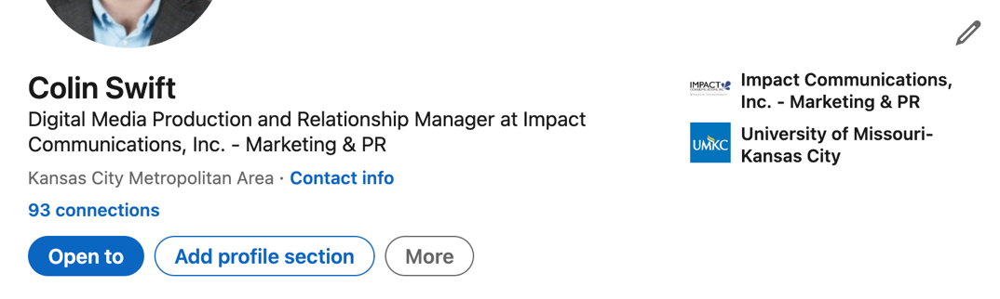 Colin Swift
Digital Media Production and Relationship Manager at Impact
Communications, Inc. - Marketing & PR
Kansas City Metropolitan Area · Contact info
93 connections
Open to
Add profile section
More
IMPACT
Impact Communications,
Inc. - Marketing & PR
UMKC
University of Missouri-
Kansas City